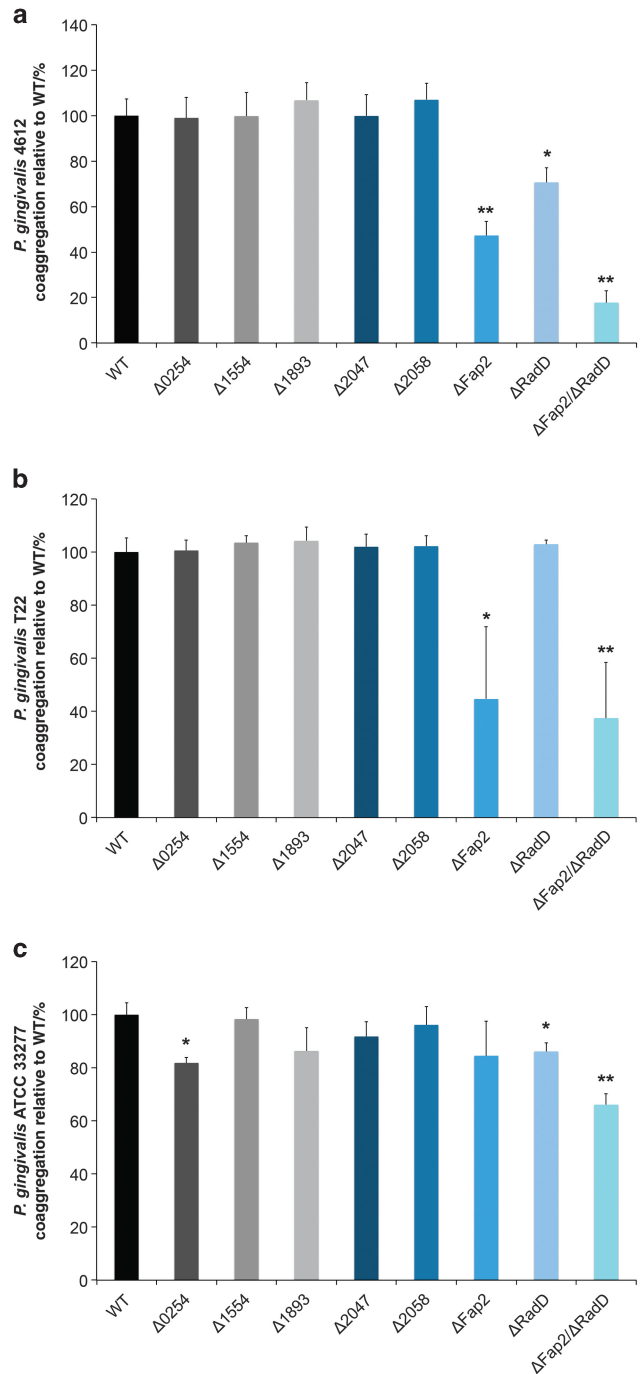 a
P. gingivalis 4612
coaggregation relative to WT/%
140
120
100
80
60
40
20
0
**
*
**
WT
Δ0254
Δ1554
Δ1893
Δ2047
Δ2058
ΔFap2
ΔRadD
ΔFap2/ΔRadD
b
P. gingivalis T22
coaggregation relative to WT/%
120
100
80
60
40
20
0
*
**
WT
Δ0254
Δ1554
Δ1893
Δ2047
Δ2058
ΔFap2
ΔRadD
ΔFap2/ΔRadD
c
P. gingivalis ATCC 33277
coaggregation relative to WT/%
120
100
80
60
40
20
0
*
*
**
WT
Δ0254
Δ1554
Δ1893
Δ2047
Δ2058
ΔFap2
ΔRadD
ΔFap2/ΔRadD